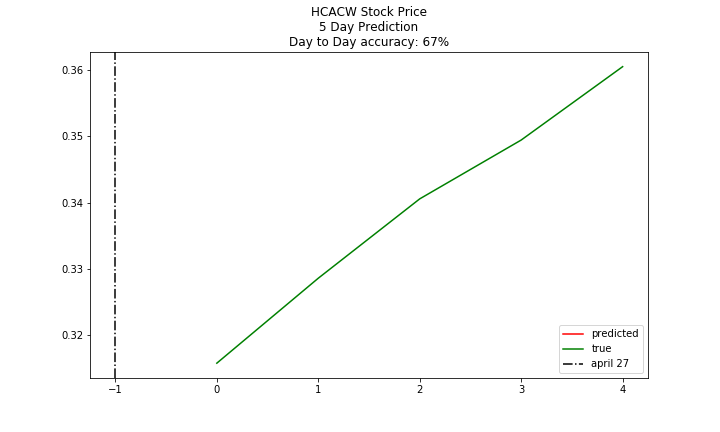 HCACW Stock Price
5 Day Prediction
Day to Day accuracy: 67%
0.36
0.35
0.34
0.33
0.32
−1 0 1 2 3 4
predicted
true
april 27